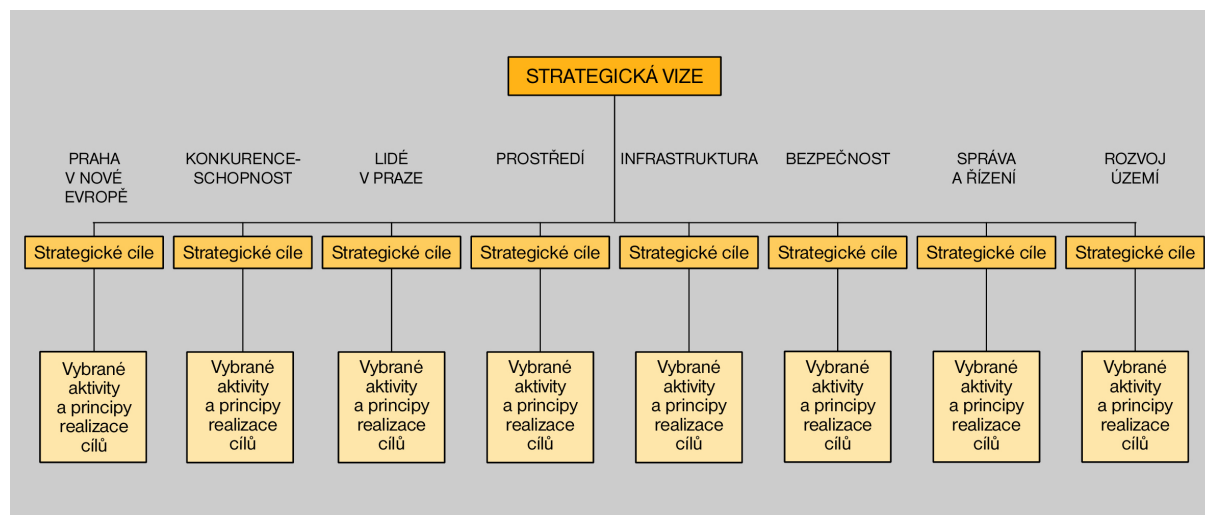 STRATEGICKÁ VIZE
PRAHA
V NOVÉ
EVROPĚ
KONKURENCE-
SCHOPNOST
LIDÉ
V PRAZE
PROSTŘEDÍ
INFRASTRUKTURA
BEZPEČNOST
SPRÁVA
A ŘÍZENÍ
ROZVOJ
ÚZEMÍ
Strategické cíle
Strategické cíle
Strategické cíle
Strategické cíle
Strategické cíle
Strategické cíle
Strategické cíle
Strategické cíle
Vybrané
aktivity
a principy
realizace
cílů
Vybrané
aktivity
a principy
realizace
cílů
Vybrané
aktivity
a principy
realizace
cílů
Vybrané
aktivity
a principy
realizace
cílů
Vybrané
aktivity
a principy
realizace
cílů
Vybrané
aktivity
a principy
realizace
cílů
Vybrané
aktivity
a principy
realizace
cílů
Vybrané
aktivity
a principy
realizace
cílů